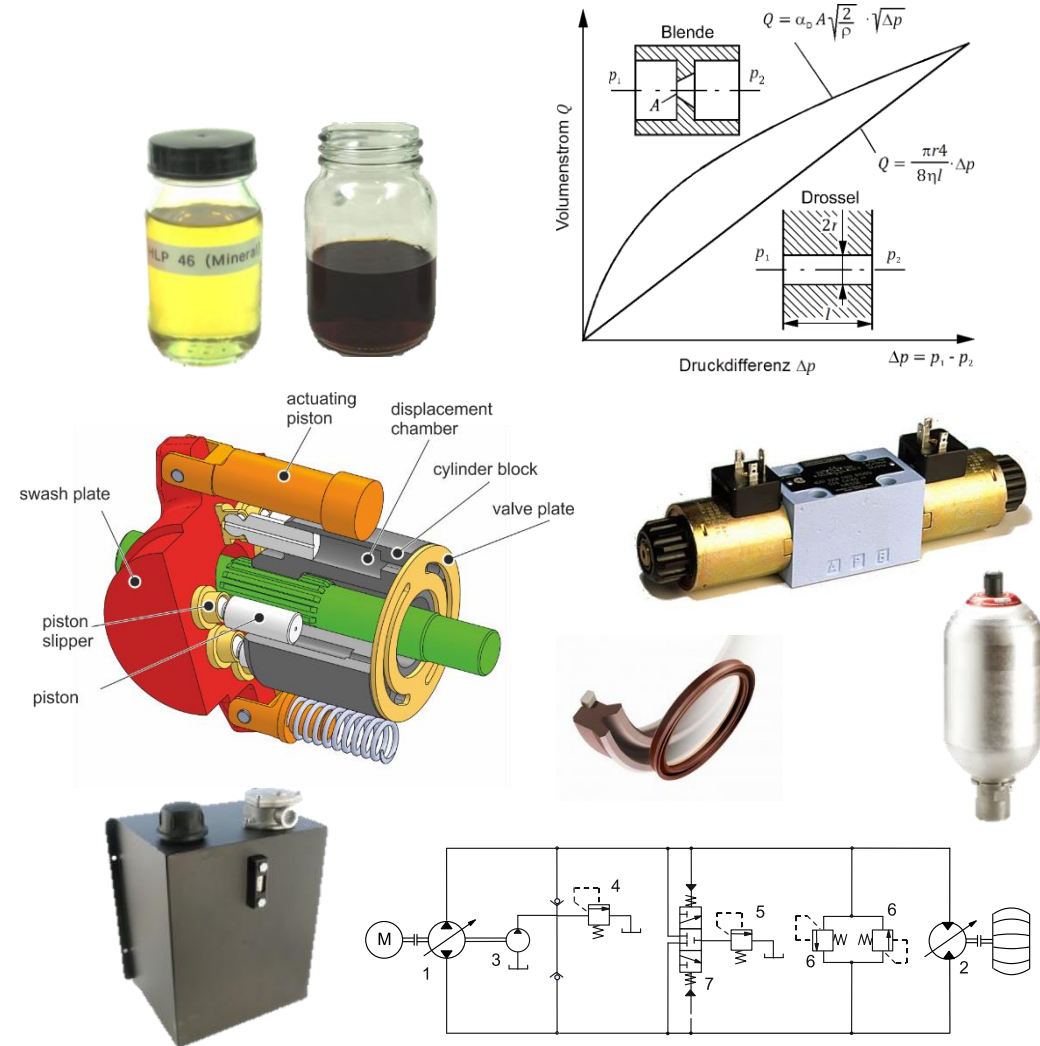 HLP 46 (Mineral
Volumenstrom Q
Blende
p₁
p₂
A
Q = α_D A√(2/ρ) · √Δp
Q = πr4/8ηl · Δp
Drossel
2r
p₁
p₂
l
Druckdifferenz Δp
Δp = p₁ - p₂
actuating
piston
displacement
chamber
cylinder block
valve plate
swash plate
piston
slipper
piston
A P B
M
1
3
4
7
5
6
6
2